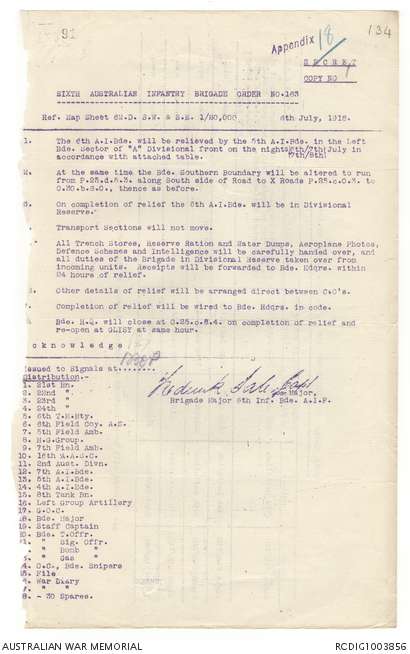 91
134
Appendix 18
SECRET
COPY NO
SIXTH AUSTRALIAN INFANTRY BRIGADE ORDER NO.163
Ref. Map Sheet 62.D. S.W. & S.E. 1/20,000 6th July, 1918.
1. The 6th A.I.Bde. will be relieved by the 5th A.I.Bde. in the Left
Bde. Sector of "A" Divisional front on the nights 6th/7th July in
7th/8th
accordance with attached table.
2. At the same time the Bde. Southern Boundary will be altered to run
from P.25.d.5.3. along South side of Road to X Roads P.25.c.0.3. to
O.30.b.5.0., thence as before.
3. On completion of relief the 6th A.I.Bde. will be in Divisional
Reserve.
Transport Sections will not move.
All Trench Stores, Reserve Ration and Water Dumps, Aeroplane Photos,
Defence Schemes and Intelligence will be carefully handed over, and
all duties of the Brigade in Divisional Reserve taken over from
incoming units. Receipts will be forwarded to Bde. Hdqrs. within
24 hours of relief.
Other details of relief will be arranged direct between C.O's.
Completion of relief will be wired to Bde. Hdqrs. in code.
Bde. H.Q. will close at O.25.c.8.4. on completion of relief and
re-open at GLISY at same hour.
cknowledge
Issued to Signals at........
Distribution.-
Major,
Brigade Major 6th Inf. Bde. A.I.F.
1. 21st Bn.
2. 22nd "
3. 23rd "
4. 24th "
5. 6th T.M.Bty.
6. 6th Field Coy. A.E.
7. 5th Field Amb.
8. H.G.Group.
9. 7th Field Amb.
10. 16th A.A.S.C.
11. 2nd Aust. Divn.
12. 7th A.I.Bde.
13. 5th A.I.Bde.
14. 4th A.I.Bde.
15. 8th Tank Bn.
16. Left Group Artillery
17. G.O.C.
18. Bde. Major
19. Staff Captain
20. Bde. T.Offr.
21. " Sig. Offr.
" Bomb "
" Gas "
O.C., Bde. Snipers
File
War Diary
" "
8. - 30 Spares.
AUSTRALIAN WAR MEMORIAL
RCDIG1003856